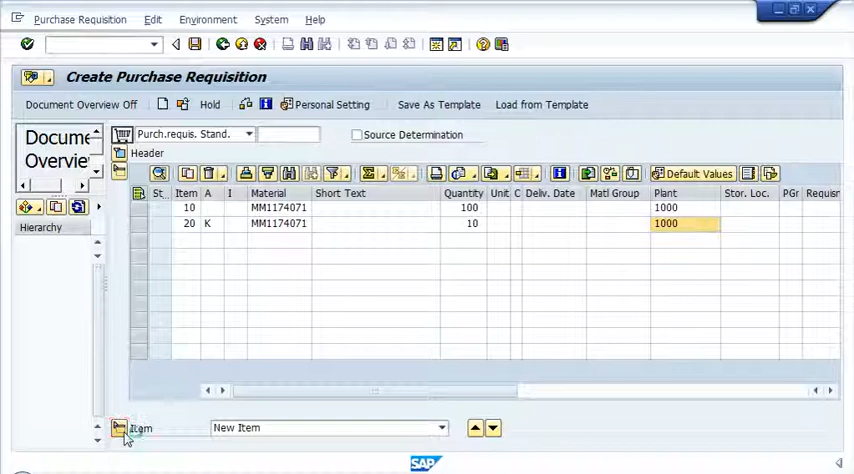 Purchase Requisition Edit Environment System Help
Create Purchase Requisition
Document Overview Off Hold Personal Setting Save As Template Load from Template
Docume
Overvie
Purch.requis. Stand. Source Determination
Header
Default Values
St... Item A I Material Short Text Quantity Unit C Deliv. Date Matl Group Plant Stor. Loc. PGr Requisn
10 MM1174071 100 1000
20 K MM1174071 10 1000
Hierarchy
Item New Item
SAP